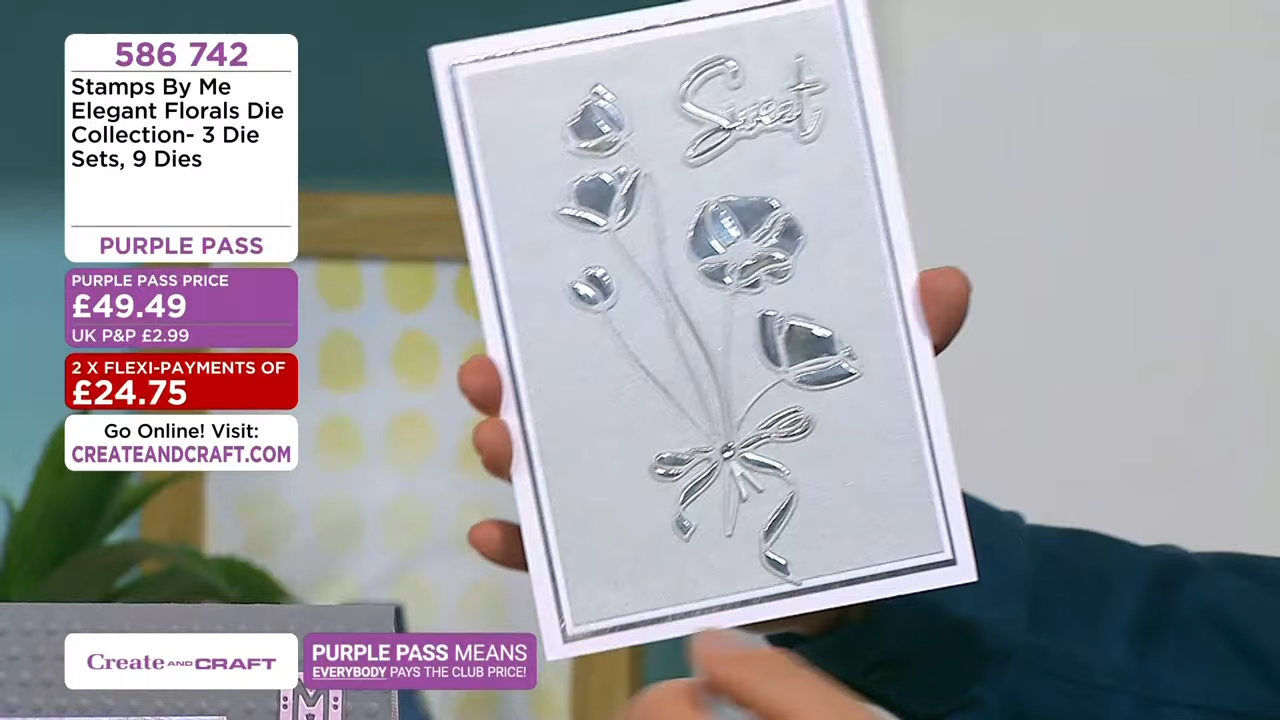 586 742
Stamps By Me
Elegant Florals Die
Collection- 3 Die
Sets, 9 Dies
PURPLE PASS
PURPLE PASS PRICE
£49.49
UK P&P £2.99
2 X FLEXI-PAYMENTS OF
£24.75
Go Online! Visit:
CREATEANDCRAFT.COM
Sweet
Create AND CRAFT
PURPLE PASS MEANS
EVERYBODY PAYS THE CLUB PRICE!
M